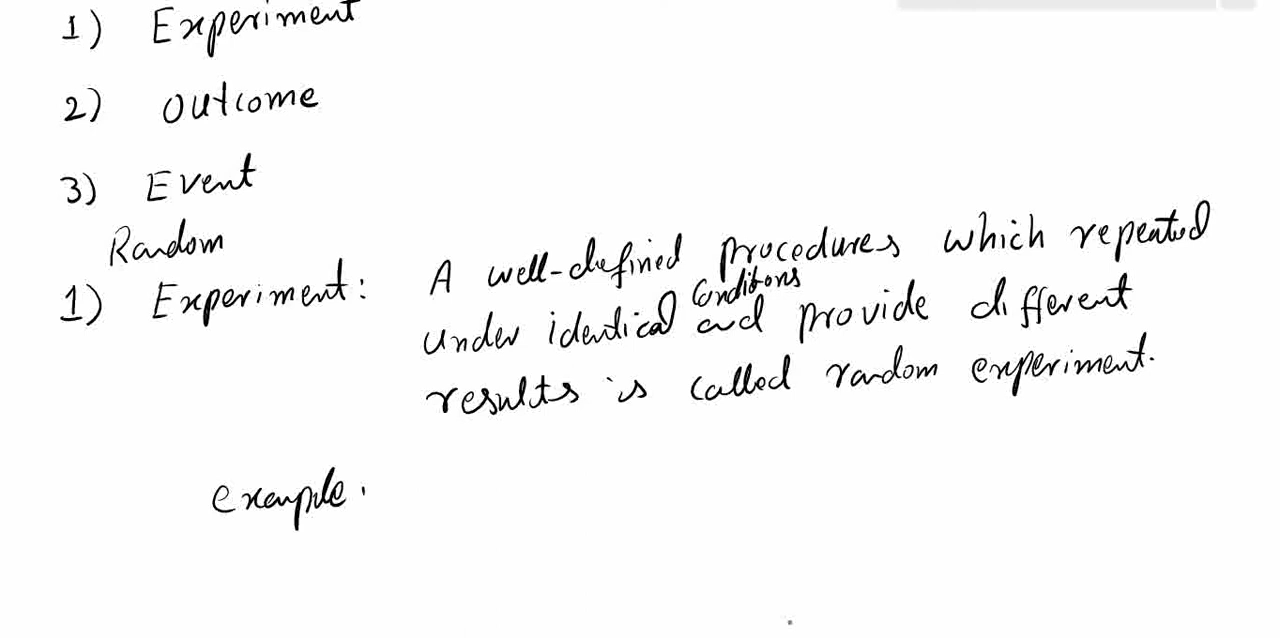 1) Experiment
2) Outcome
3) Event
Random
1) Experiment: A well-defined procedures which repeated
conditions
under identical and provide different
results is called random experiment.
example.